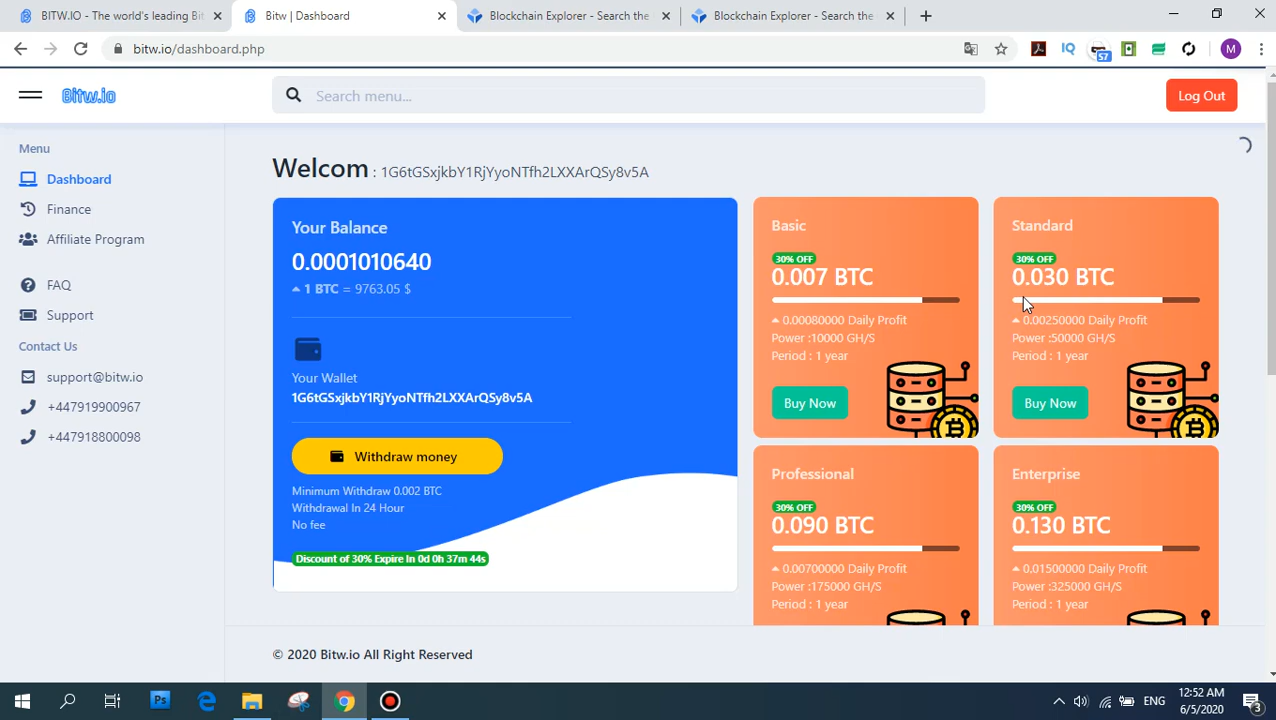 BITW.IO - The world's leading Bit
Bitw | Dashboard
Blockchain Explorer - Search the
Blockchain Explorer - Search the
bitw.io/dashboard.php
IQ
57
M
Bitw.io
Search menu...
Log Out
Menu
Dashboard
Finance
Affiliate Program
FAQ
Support
Contact Us
support@bitw.io
+447919900967
+447918800098
Welcom : 1G6tGSxjkbY1RjYyoNTfh2LXXArQSy8v5A
Your Balance
0.0001010640
1 BTC = 9763.05 $
Your Wallet
1G6tGSxjkbY1RjYyoNTfh2LXXArQSy8v5A
Withdraw money
Minimum Withdraw 0.002 BTC
Withdrawal In 24 Hour
No fee
Discount of 30% Expire In 0d 0h 37m 44s
Basic
30% OFF
0.007 BTC
0.00080000 Daily Profit
Power :10000 GH/S
Period : 1 year
Buy Now
Standard
30% OFF
0.030 BTC
0.00250000 Daily Profit
Power :50000 GH/S
Period : 1 year
Buy Now
Professional
30% OFF
0.090 BTC
0.00700000 Daily Profit
Power :175000 GH/S
Period : 1 year
Enterprise
30% OFF
0.130 BTC
0.01500000 Daily Profit
Power :325000 GH/S
Period : 1 year
© 2020 Bitw.io All Right Reserved
Ps
ENG
12:52 AM
6/5/2020
3